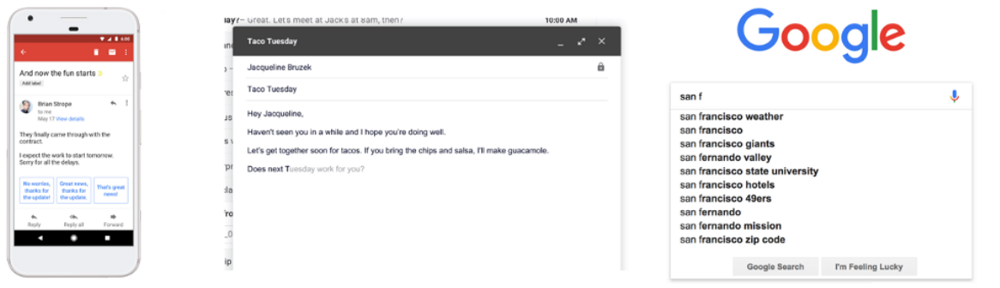 6:00
And now the fun starts
Add label
Brian Strope
to me
May 17 View details
They finally came through with the
contract.
I expect the work to start tomorrow.
Sorry for all the delays.
No worries,
thanks for
the update!
Great news,
thanks for
the update.
That's great
news!
Reply
Reply all
Forward
Great. Let's meet at Jack's at 8am, then?
10:00 AM
Taco Tuesday
Jacqueline Bruzek
Taco Tuesday
Hey Jacqueline,
Haven't seen you in a while and I hope you're doing well.
Let's get together soon for tacos. If you bring the chips and salsa, I'll make guacamole.
Does next Tuesday work for you?
Google
san f
san francisco weather
san francisco
san francisco giants
san fernando valley
san francisco state university
san francisco hotels
san francisco 49ers
san fernando
san fernando mission
san francisco zip code
Google Search
I'm Feeling Lucky